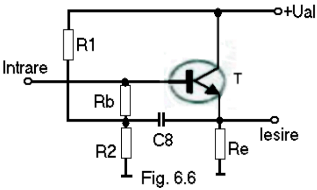 +Ual
R1
Intrare
T
Rb
Iesire
C8
R2
Re
Fig. 6.6